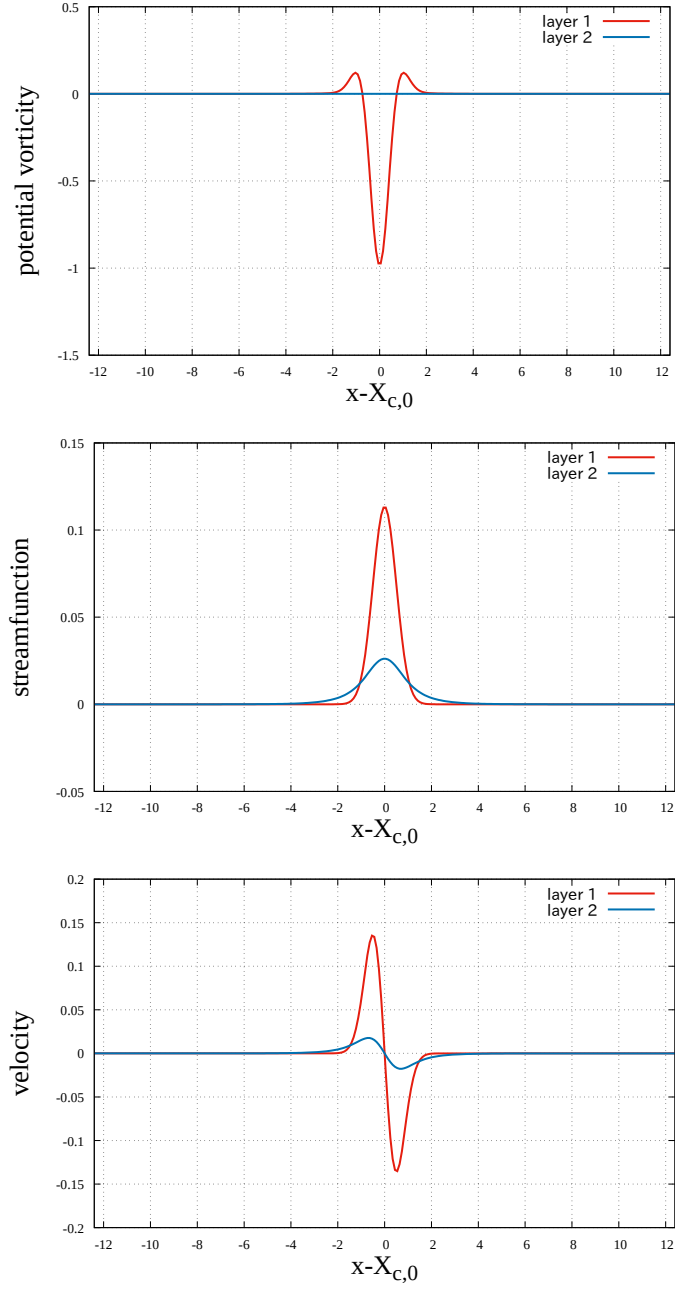 potential vorticity
0.5
0
-0.5
-1
-1.5
layer 1
layer 2
-12 -10 -8 -6 -4 -2 0 2 4 6 8 10 12
x-Xc,0
streamfunction
0.15
0.1
0.05
0
-0.05
layer 1
layer 2
-12 -10 -8 -6 -4 -2 0 2 4 6 8 10 12
x-Xc,0
velocity
0.2
0.15
0.1
0.05
0
-0.05
-0.1
-0.15
-0.2
layer 1
layer 2
-12 -10 -8 -6 -4 -2 0 2 4 6 8 10 12
x-Xc,0